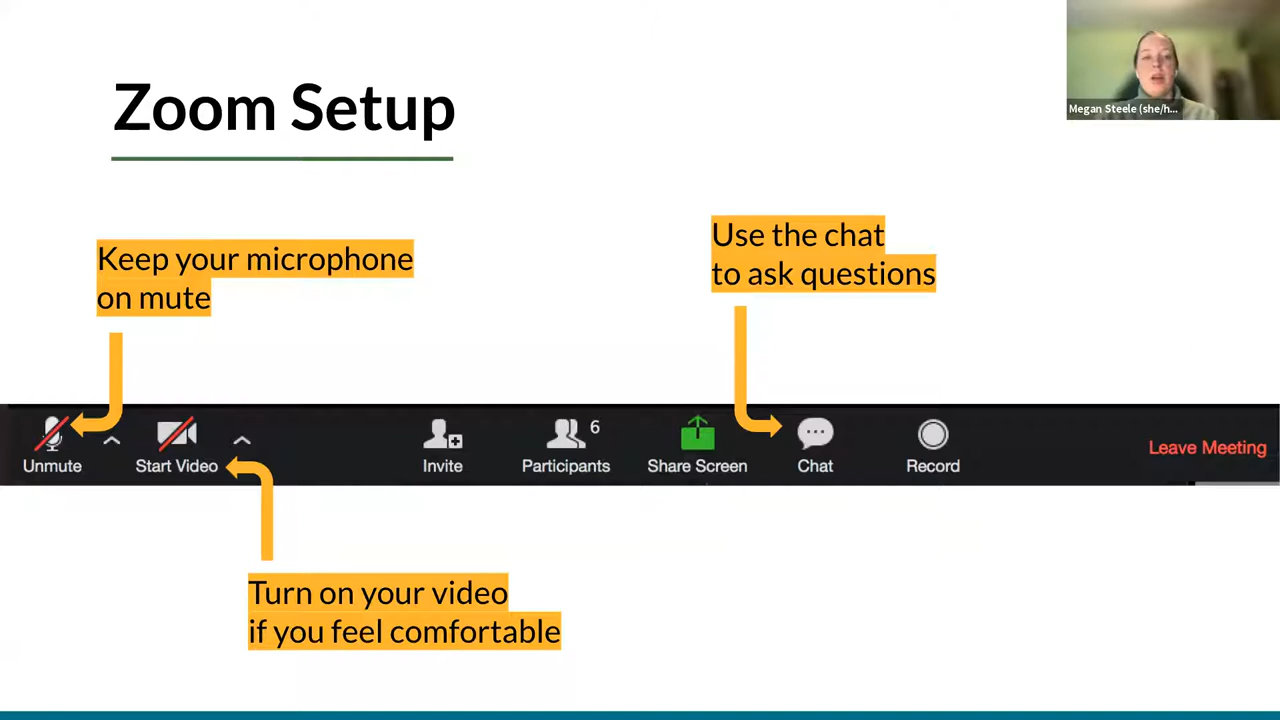 Zoom Setup
Megan Steele (she/h...
Keep your microphone
on mute
Use the chat
to ask questions
Unmute
Start Video
Invite
6
Participants
Share Screen
Chat
Record
Leave Meeting
Turn on your video
if you feel comfortable